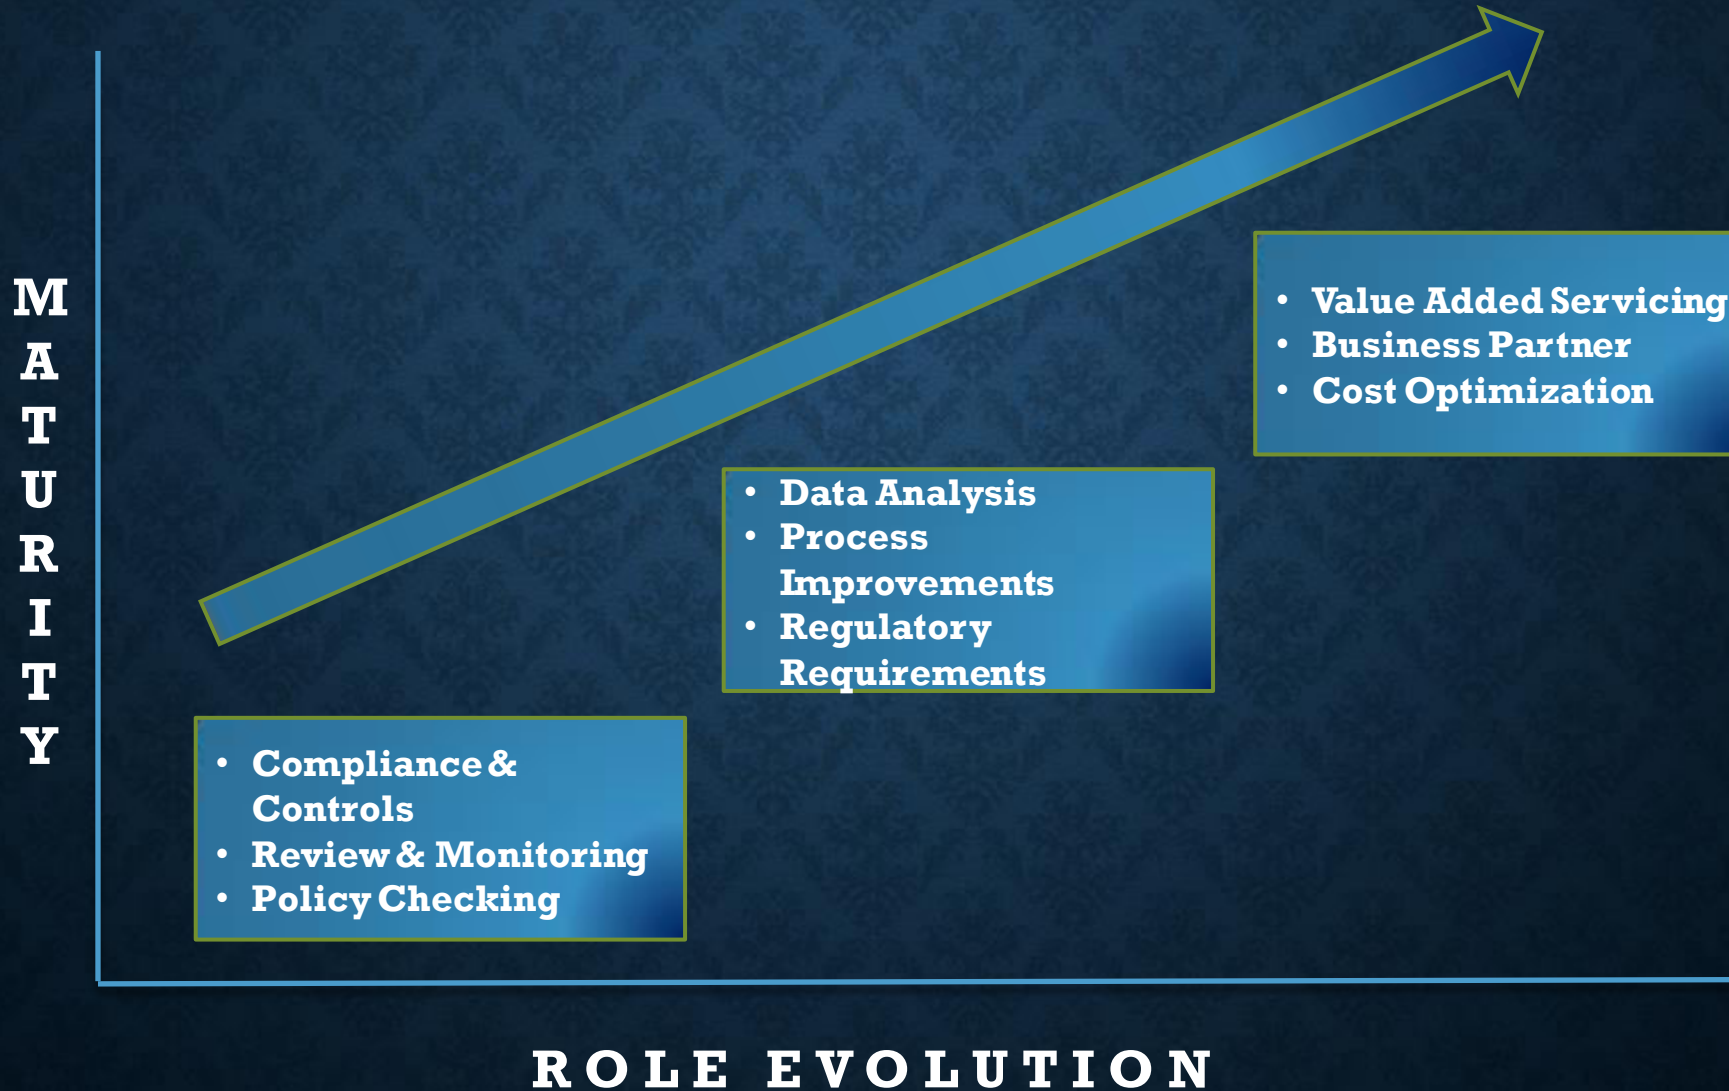 MATURITY
• Value Added Servicing
• Business Partner
• Cost Optimization
• Data Analysis
• Process
Improvements
• Regulatory
Requirements
• Compliance &
Controls
• Review & Monitoring
• Policy Checking
ROLE EVOLUTION